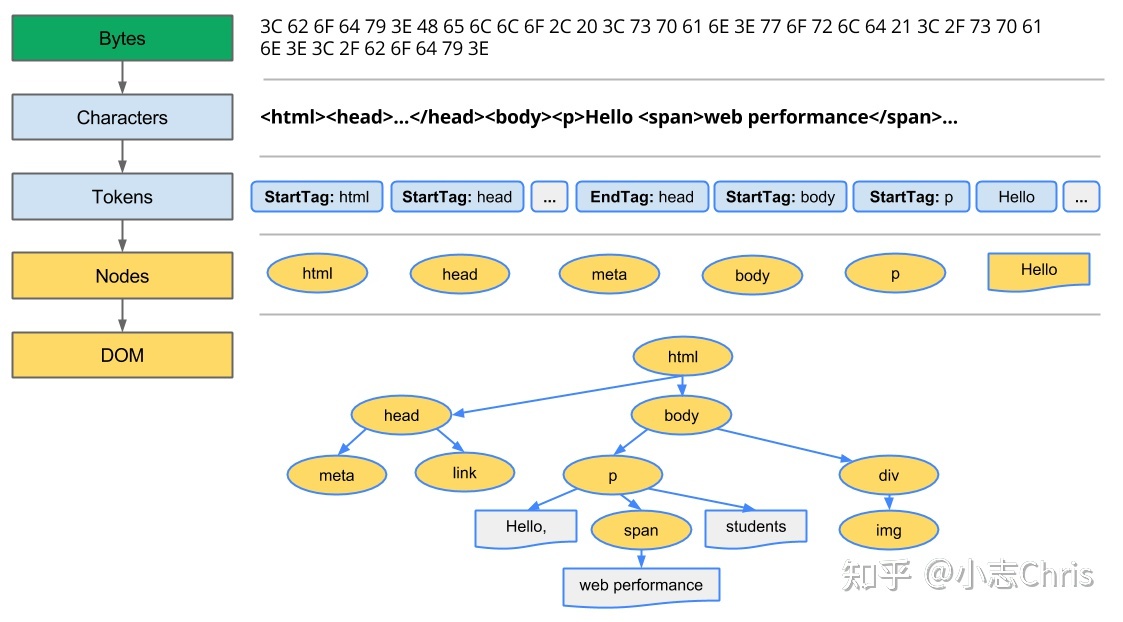 Bytes
3C 62 6F 64 79 3E 48 65 6C 6C 6F 2C 20 3C 73 70 61 6E 3E 77 6F 72 6C 64 21 3C 2F 73 70 61
6E 3E 3C 2F 62 6F 64 79 3E
Characters
<html><head>...</head><body><p>Hello <span>web performance</span>...
Tokens
StartTag: html
StartTag: head
...
EndTag: head
StartTag: body
StartTag: p
Hello
...
Nodes
html
head
meta
body
p
Hello
DOM
html
head
body
meta
link
p
div
Hello,
span
students
img
web performance
知乎 @小志Chris